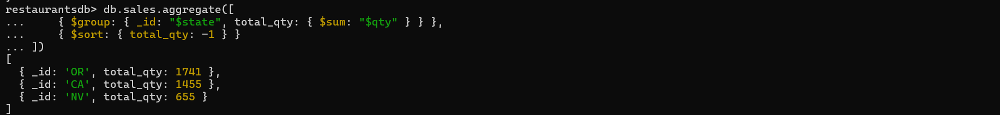 restaurantsdb> db.sales.aggregate([
...     { $group: { _id: "$state", total_qty: { $sum: "$qty" } } },
...     { $sort: { total_qty: -1 } }
... ])
[
  { _id: 'OR', total_qty: 1741 },
  { _id: 'CA', total_qty: 1455 },
  { _id: 'NV', total_qty: 655 }
]